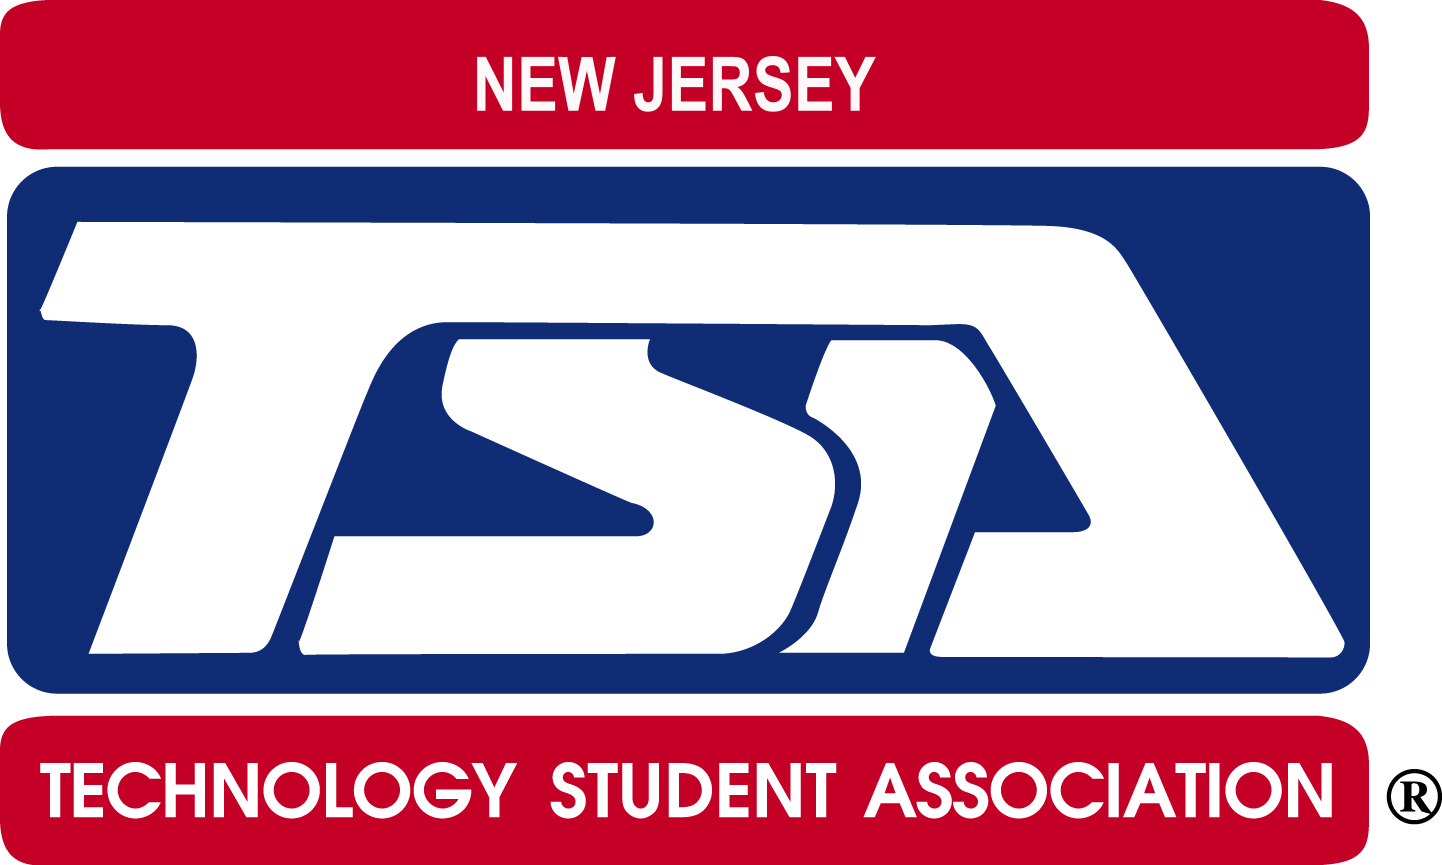 NEW JERSEY
TSA
TECHNOLOGY STUDENT ASSOCIATION ®